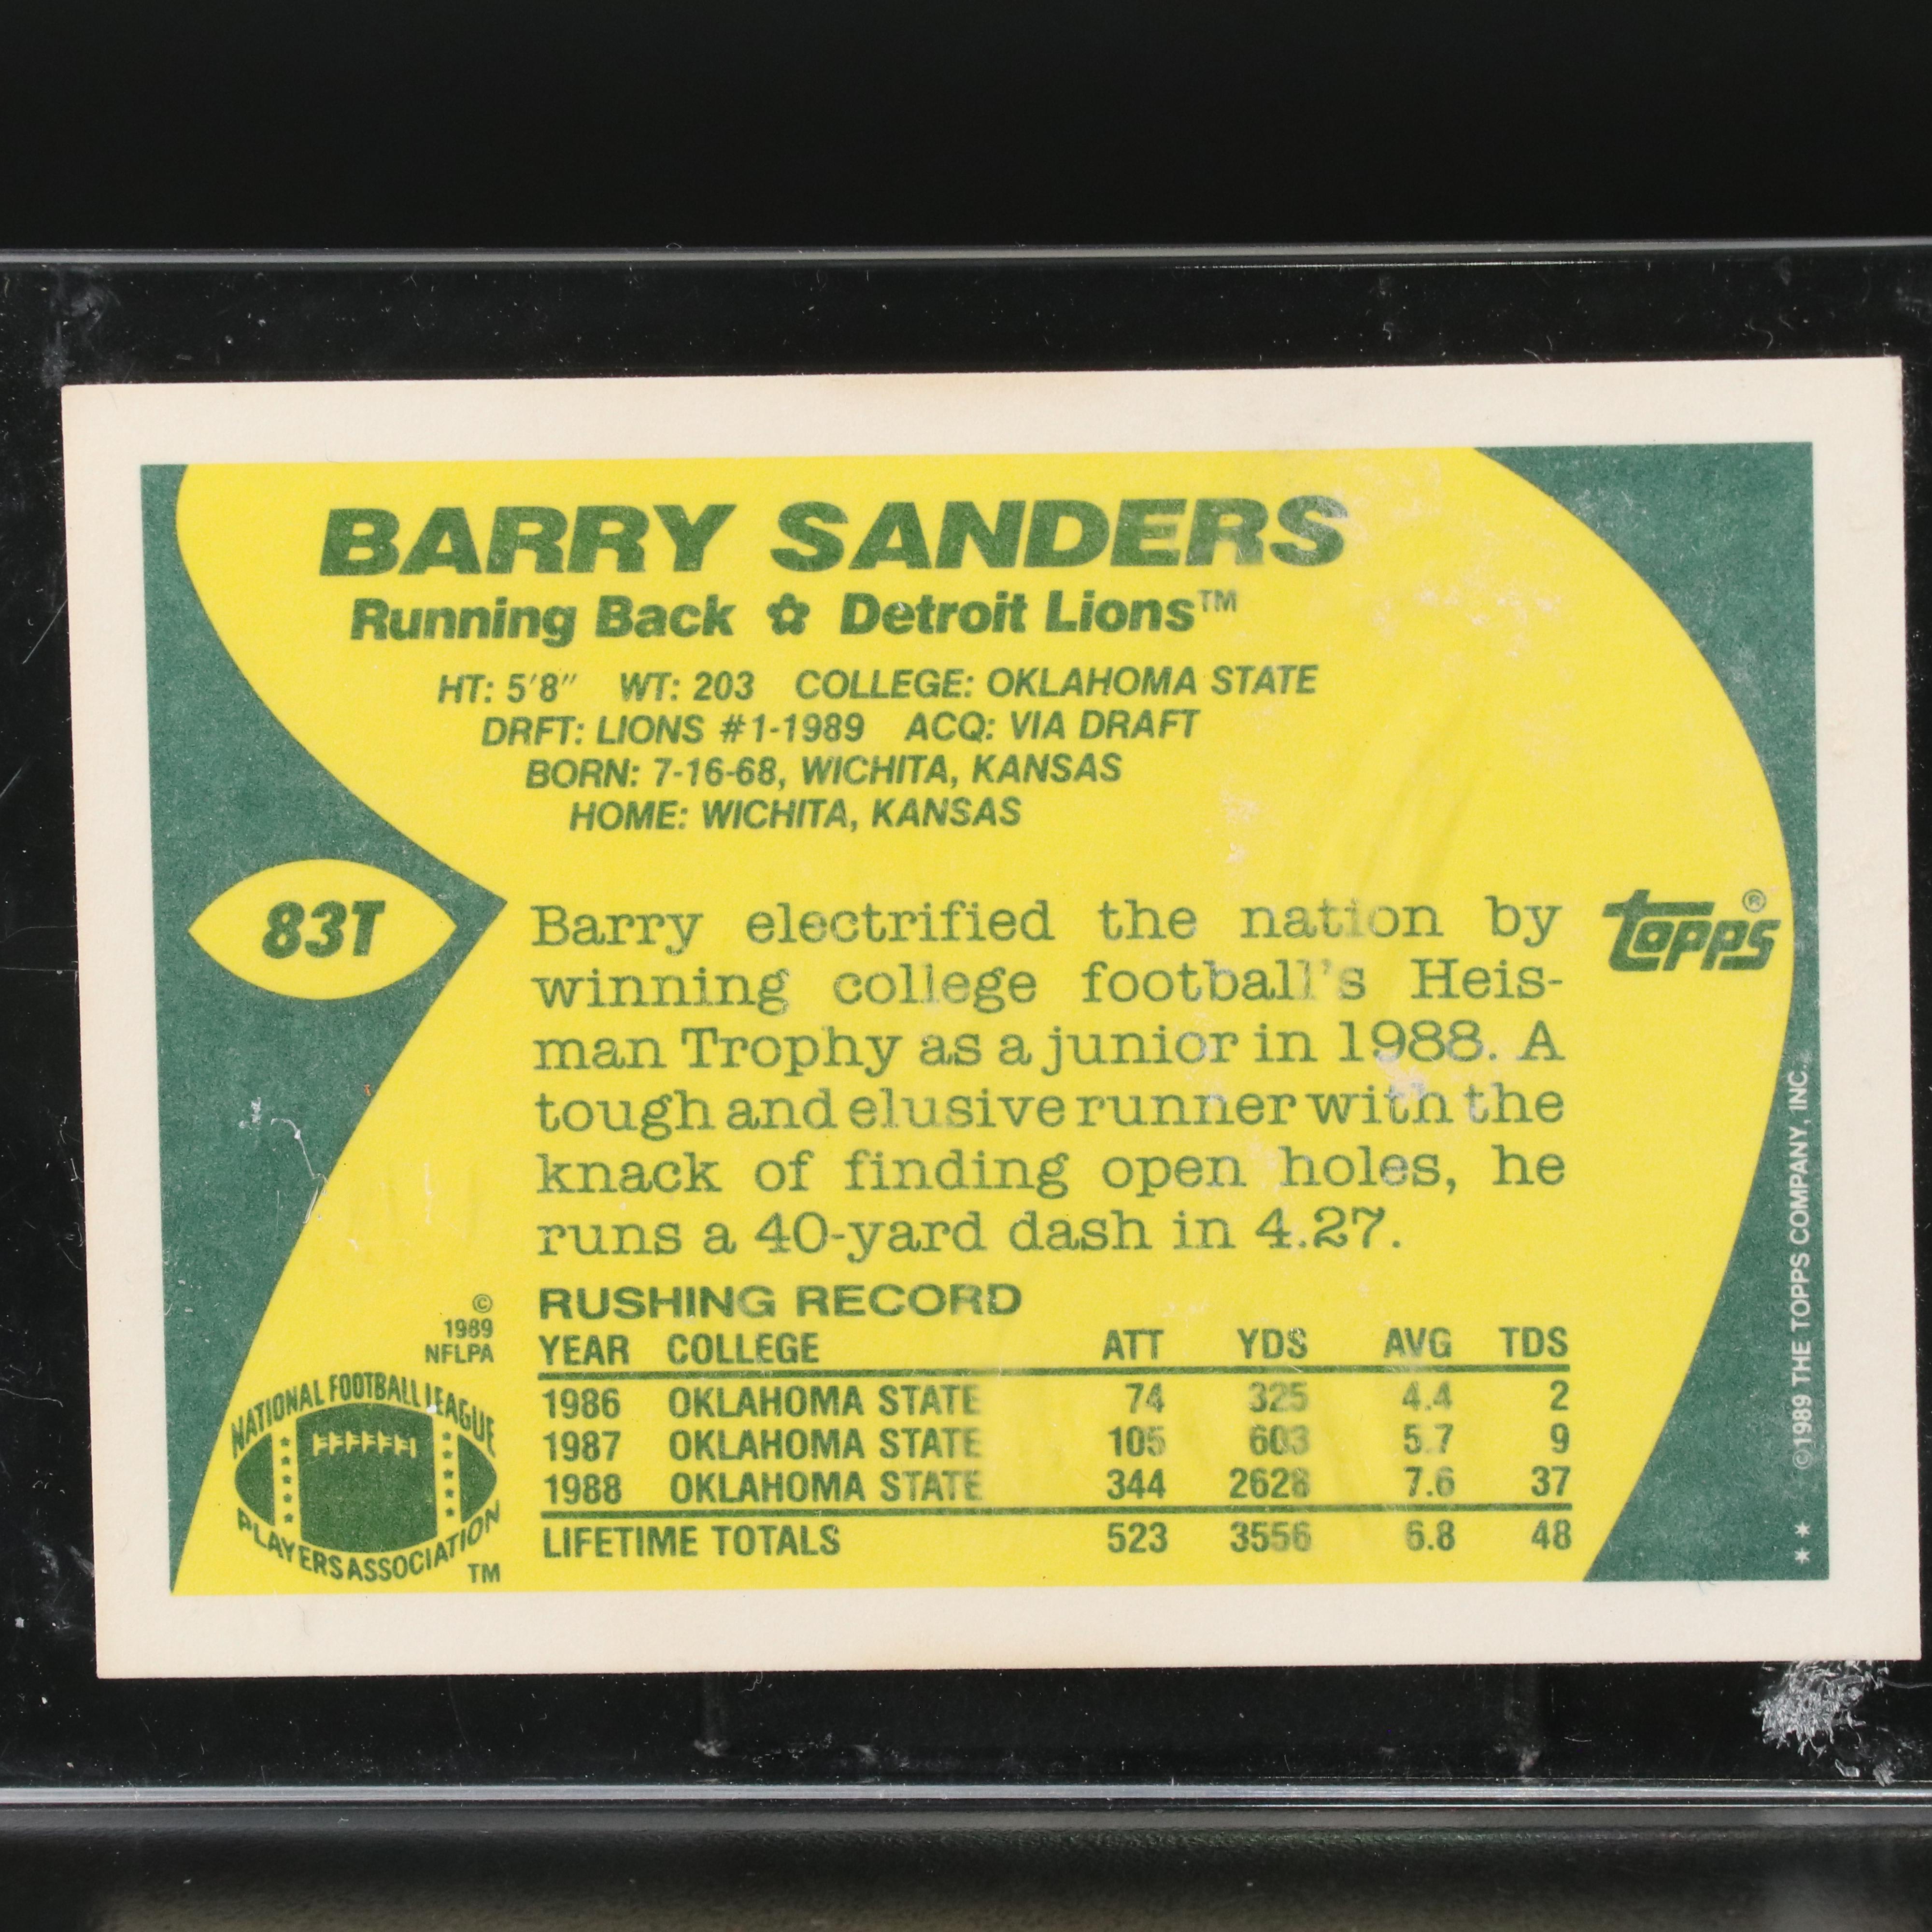 BARRY SANDERS
Running Back ✿ Detroit Lions™
HT: 5'8" WT: 203 COLLEGE: OKLAHOMA STATE
DRFT: LIONS #1-1989 ACQ: VIA DRAFT
BORN: 7-16-68, WICHITA, KANSAS
HOME: WICHITA, KANSAS
83T
Barry electrified the nation by
winning college football's Heis-
man Trophy as a junior in 1988. A
tough and elusive runner with the
knack of finding open holes, he
runs a 40-yard dash in 4.27.
topps®
RUSHING RECORD
YEAR COLLEGE ATT YDS AVG TDS
1986 OKLAHOMA STATE 74 325 4.4 2
1987 OKLAHOMA STATE 105 603 5.7 9
1988 OKLAHOMA STATE 344 2628 7.6 37
LIFETIME TOTALS 523 3556 6.8 48
©
1989
NFLPA
NATIONAL FOOTBALL LEAGUE
PLAYERS ASSOCIATION
TM
©1989 THE TOPPS COMPANY, INC.
**